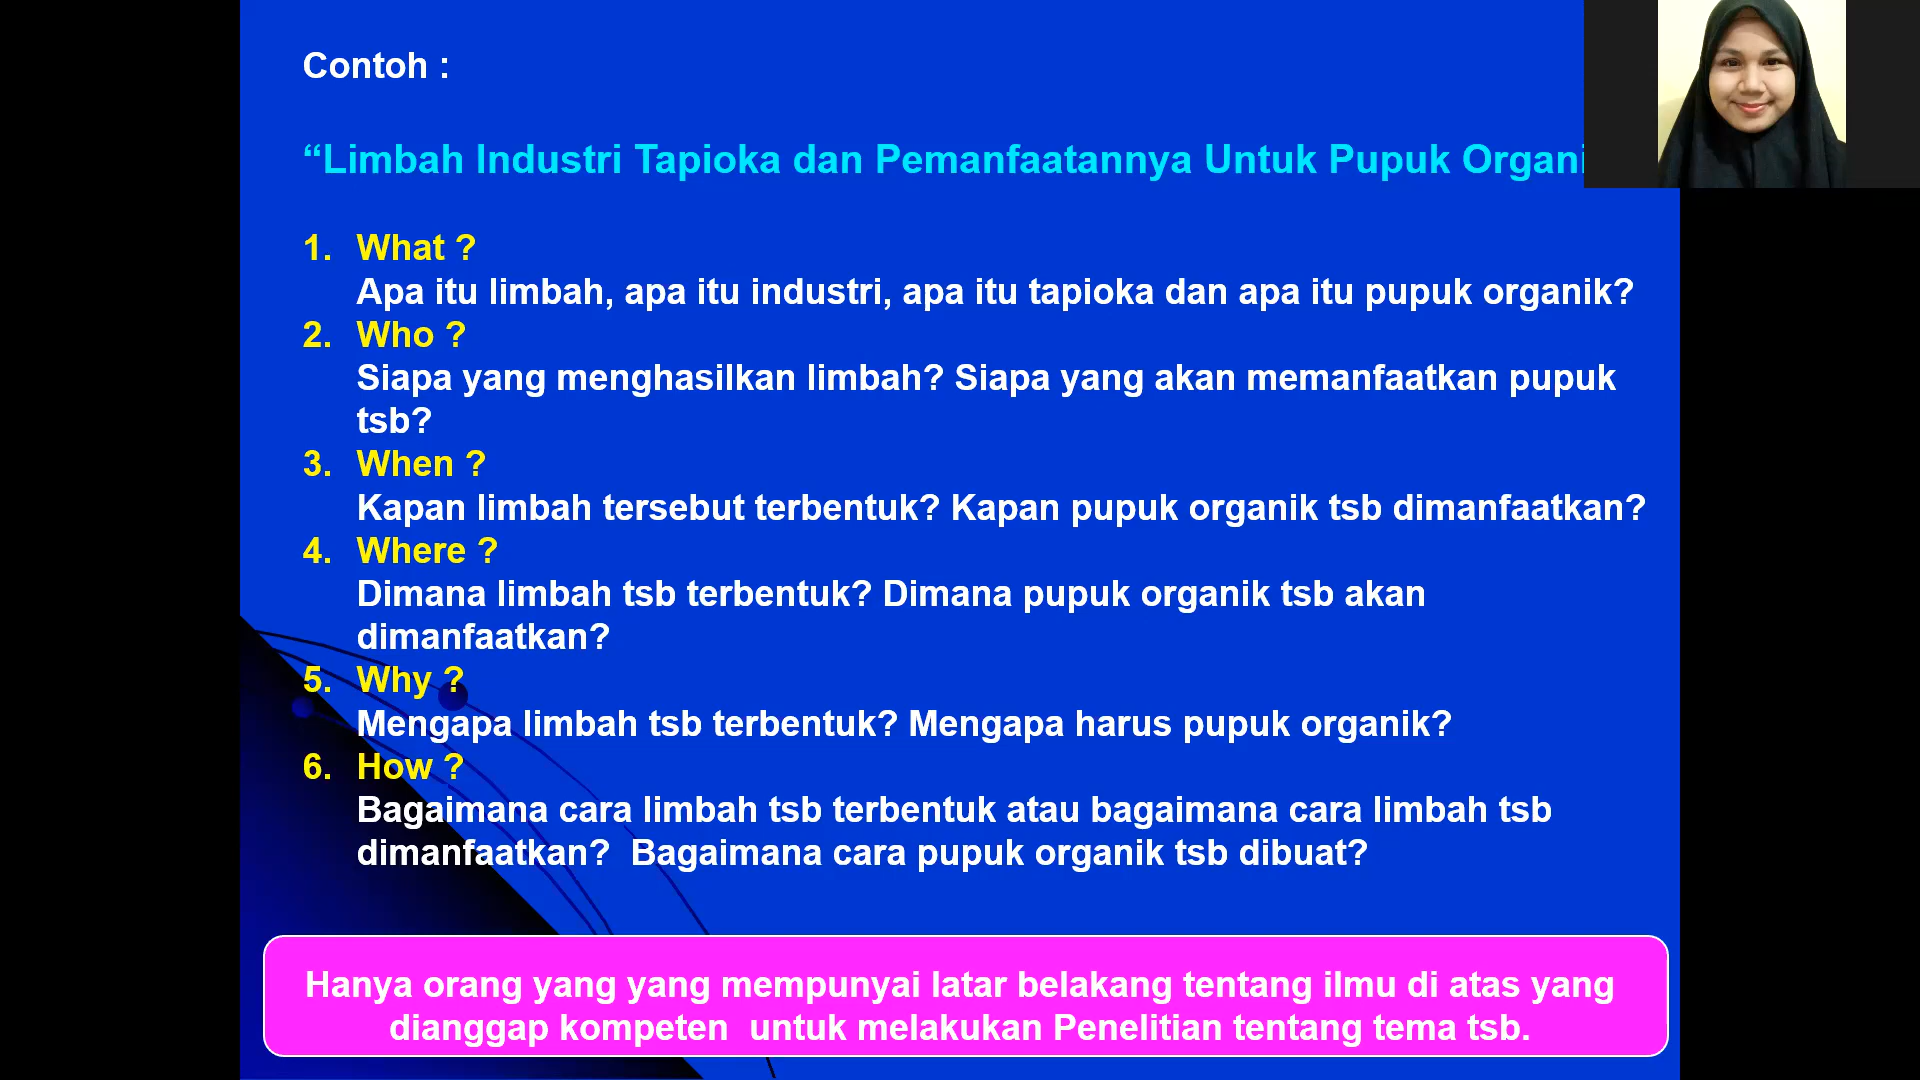 Contoh :
“Limbah Industri Tapioka dan Pemanfaatannya Untuk Pupuk
1. What ?
Apa itu limbah, apa itu industri, apa itu tapioka dan apa itu pupuk organik?
2. Who ?
Siapa yang menghasilkan limbah? Siapa yang akan memanfaatkan pupuk
tsb?
3. When ?
Kapan limbah tersebut terbentuk? Kapan pupuk organik tsb dimanfaatkan?
4. Where ?
Dimana limbah tsb terbentuk? Dimana pupuk organik tsb akan
dimanfaatkan?
5. Why ?
Mengapa limbah tsb terbentuk? Mengapa harus pupuk organik?
6. How ?
Bagaimana cara limbah tsb terbentuk atau bagaimana cara limbah tsb
dimanfaatkan?  Bagaimana cara pupuk organik tsb dibuat?
Hanya orang yang yang mempunyai latar belakang tentang ilmu di atas yang
dianggap kompeten  untuk melakukan Penelitian tentang tema tsb.